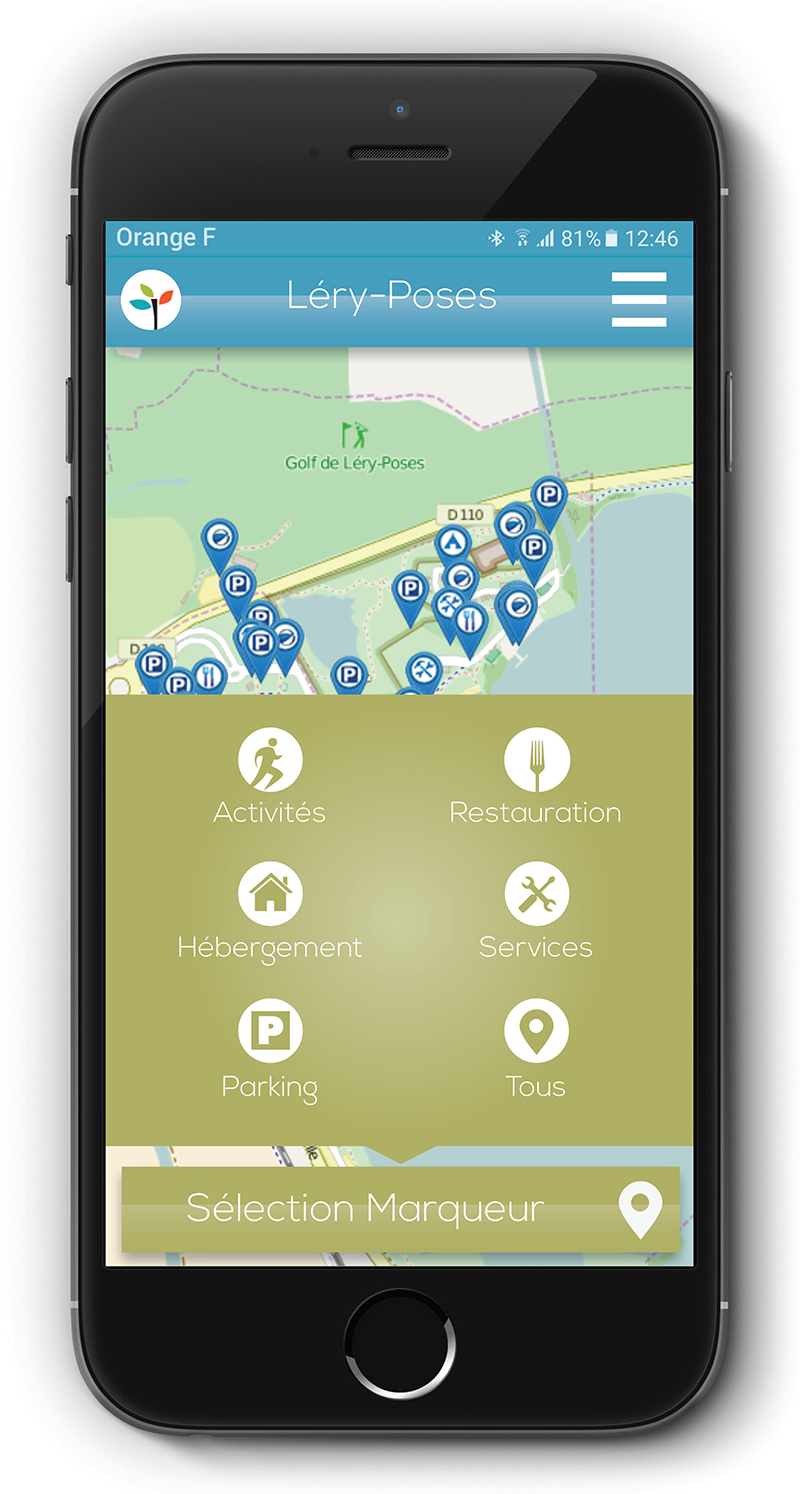 Orange F 81% 12:46
Léry-Poses
Golf de Léry-Poses
D 110
P
P
P
P
P
P
P
P
P
Activités Restauration
Hébergement Services
P
Parking Tous
Sélection Marqueur